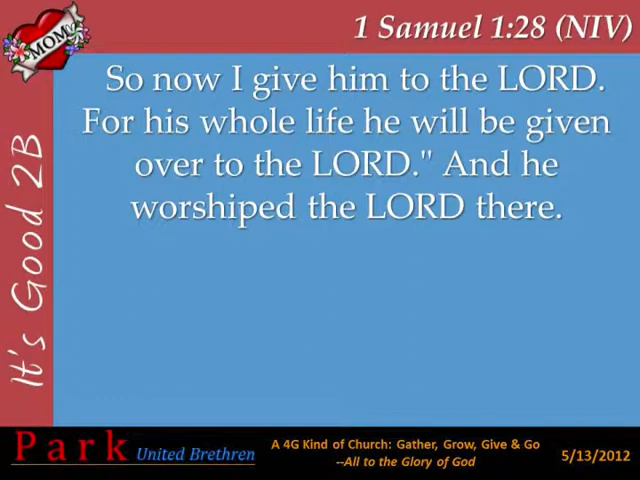 MOM
1 Samuel 1:28 (NIV)
So now I give him to the LORD.
For his whole life he will be given
over to the LORD." And he
worshiped the LORD there.
It's Good 2B
Park United Brethren
A 4G Kind of Church: Gather, Grow, Give & Go
--All to the Glory of God
5/13/2012